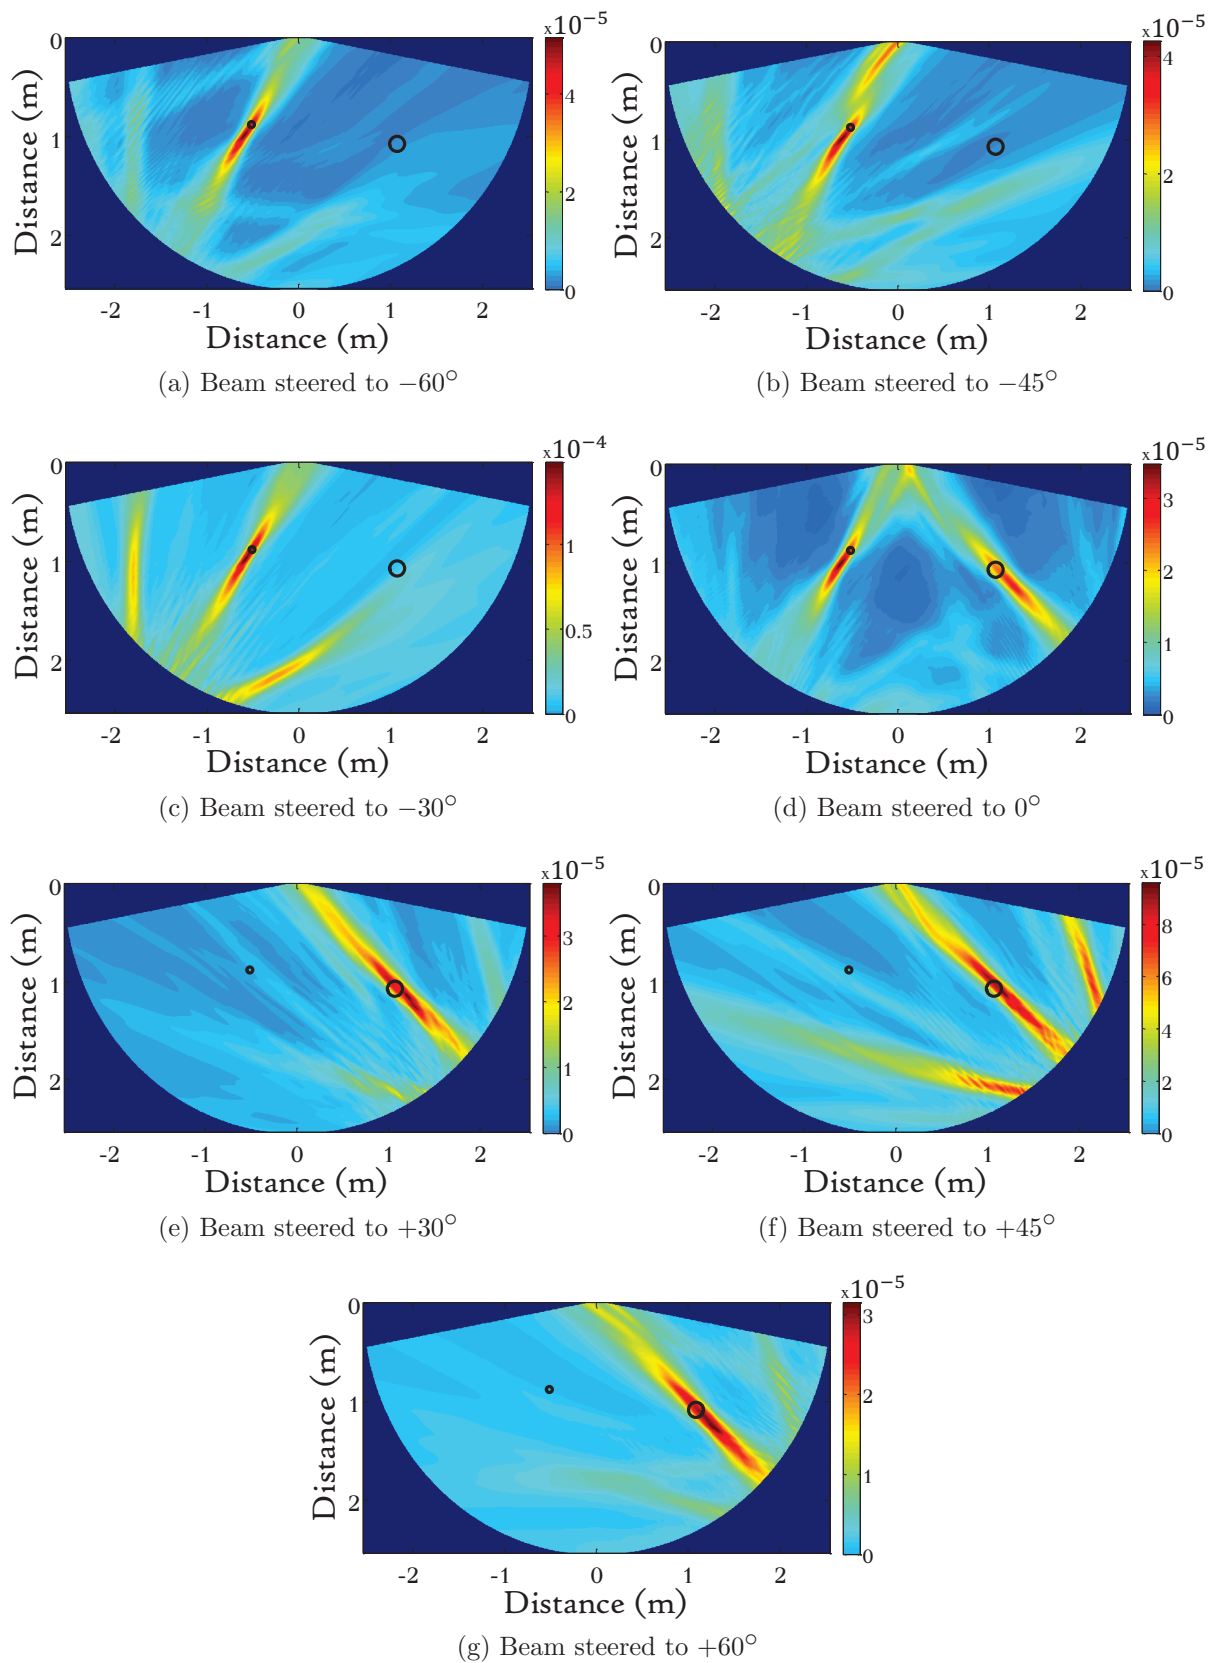 x10⁻⁵
x10⁻⁵
0
1
2
Distance (m)
-2
-1
0
1
2
Distance (m)
4
2
0
0
1
2
Distance (m)
-2
-1
0
1
2
Distance (m)
4
2
0
(a) Beam steered to −60°
(b) Beam steered to −45°
x10⁻⁴
x10⁻⁵
0
1
2
Distance (m)
-2
-1
0
1
2
Distance (m)
1
0.5
0
0
1
2
Distance (m)
-2
-1
0
1
2
Distance (m)
3
2
1
0
(c) Beam steered to −30°
(d) Beam steered to 0°
x10⁻⁵
x10⁻⁵
0
1
2
Distance (m)
-2
-1
0
1
2
Distance (m)
3
2
1
0
0
1
2
Distance (m)
-2
-1
0
1
2
Distance (m)
8
6
4
2
0
(e) Beam steered to +30°
(f) Beam steered to +45°
x10⁻⁵
0
1
2
Distance (m)
-2
-1
0
1
2
Distance (m)
3
2
1
0
(g) Beam steered to +60°